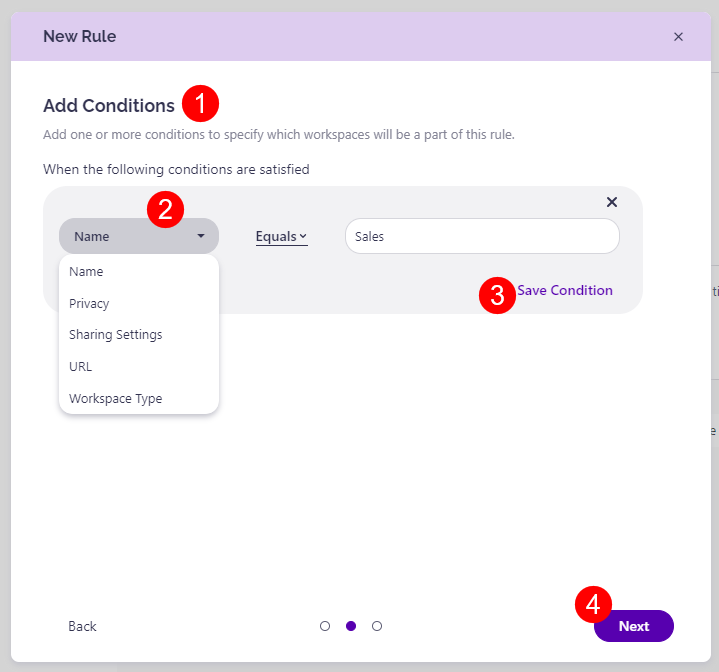 New Rule
Add Conditions 1
Add one or more conditions to specify which workspaces will be a part of this rule.
When the following conditions are satisfied
2
Name Equals Sales
Name
Privacy
3 Save Condition
Sharing Settings
URL
Workspace Type
4
Back Next